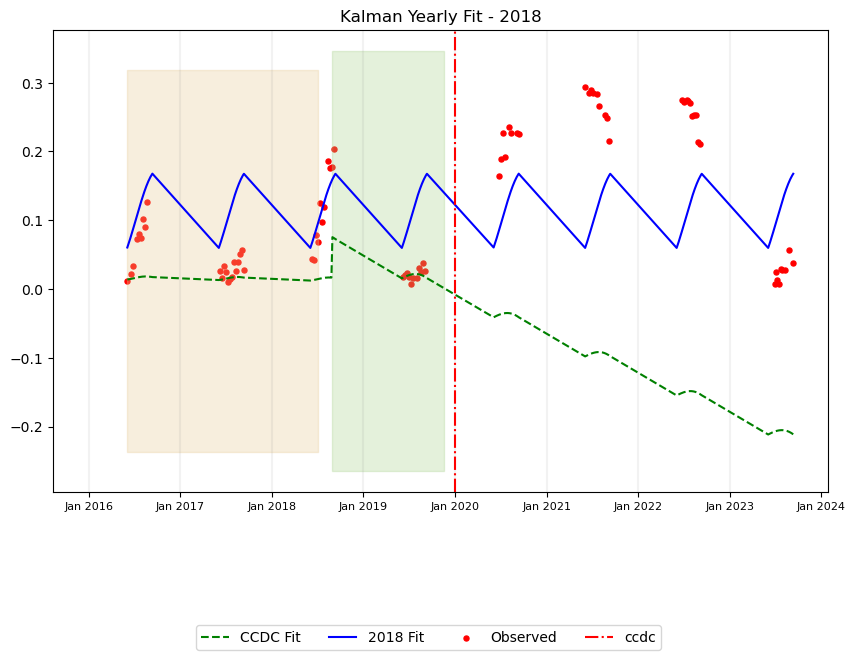 Kalman Yearly Fit - 2018
0.3
0.2
0.1
0.0
−0.1
−0.2
Jan 2016 Jan 2017 Jan 2018 Jan 2019 Jan 2020 Jan 2021 Jan 2022 Jan 2023 Jan 2024
CCDC Fit 2018 Fit Observed ccdc